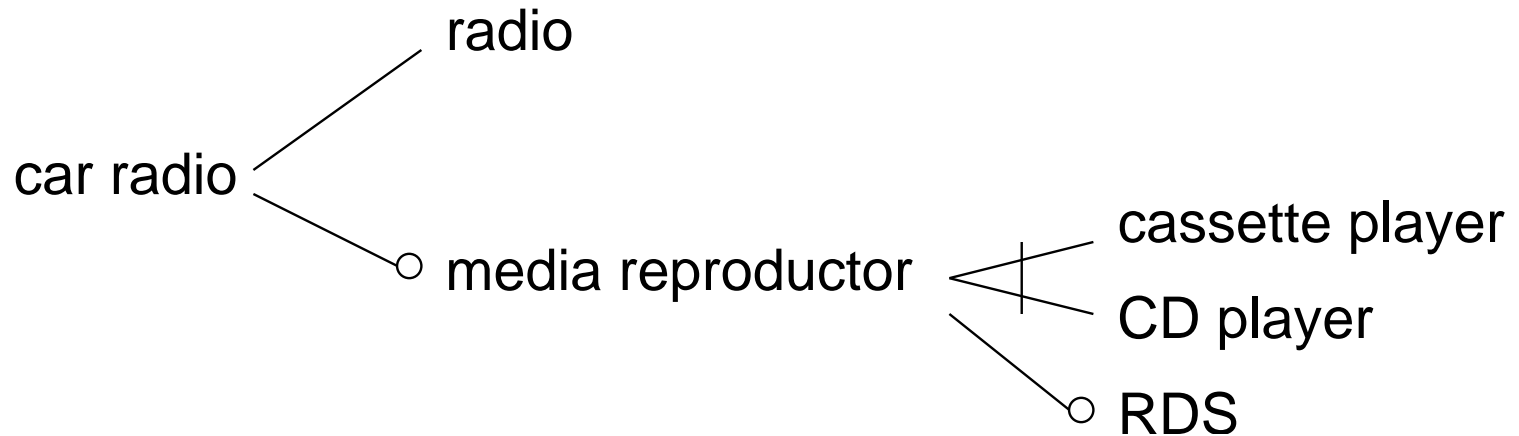 radio
car radio
media reproductor
cassette player
CD player
RDS